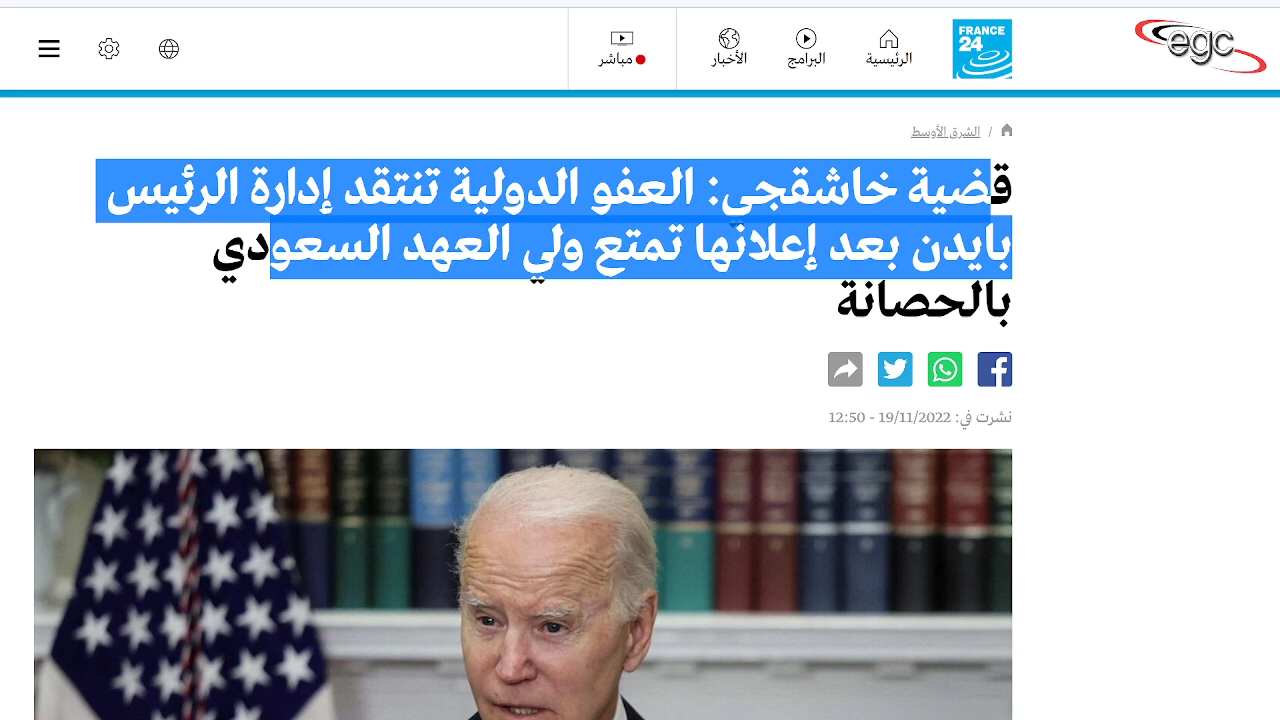 egc
FRANCE
24
الرئيسية
البرامج
الأخبار
مباشر
/ الشرق الأوسط
قضية خاشقجي: العفو الدولية تنتقد إدارة الرئيس
بايدن بعد إعلانها تمتع ولي العهد السعودي
بالحصانة
نشرت في: 19/11/2022 - 12:50